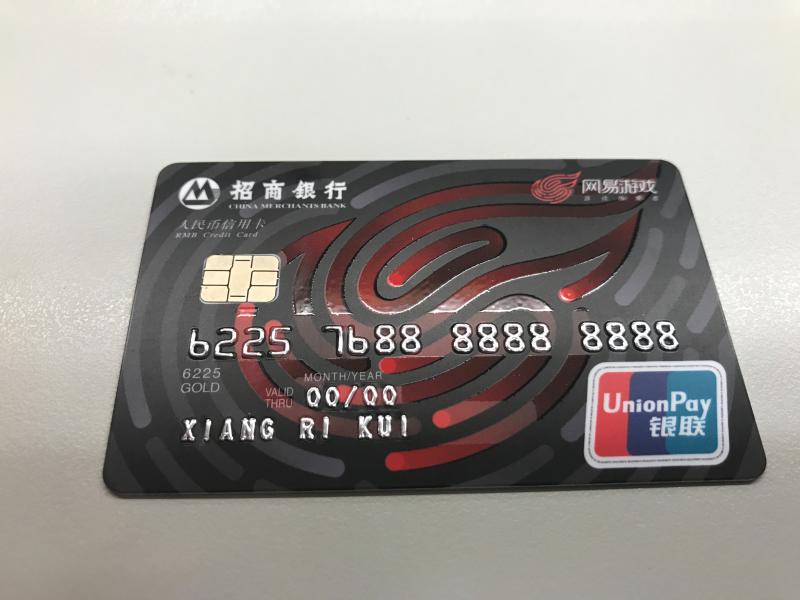 招商銀行
CHINA MERCHANTS BANK
人民币信用卡
RMB Credit Card
网易游戏
6225 7688 8888 8888
6225
GOLD
MONTH/YEAR
VALID THRU 00/00
XIANG RI KUI
UnionPay
银联